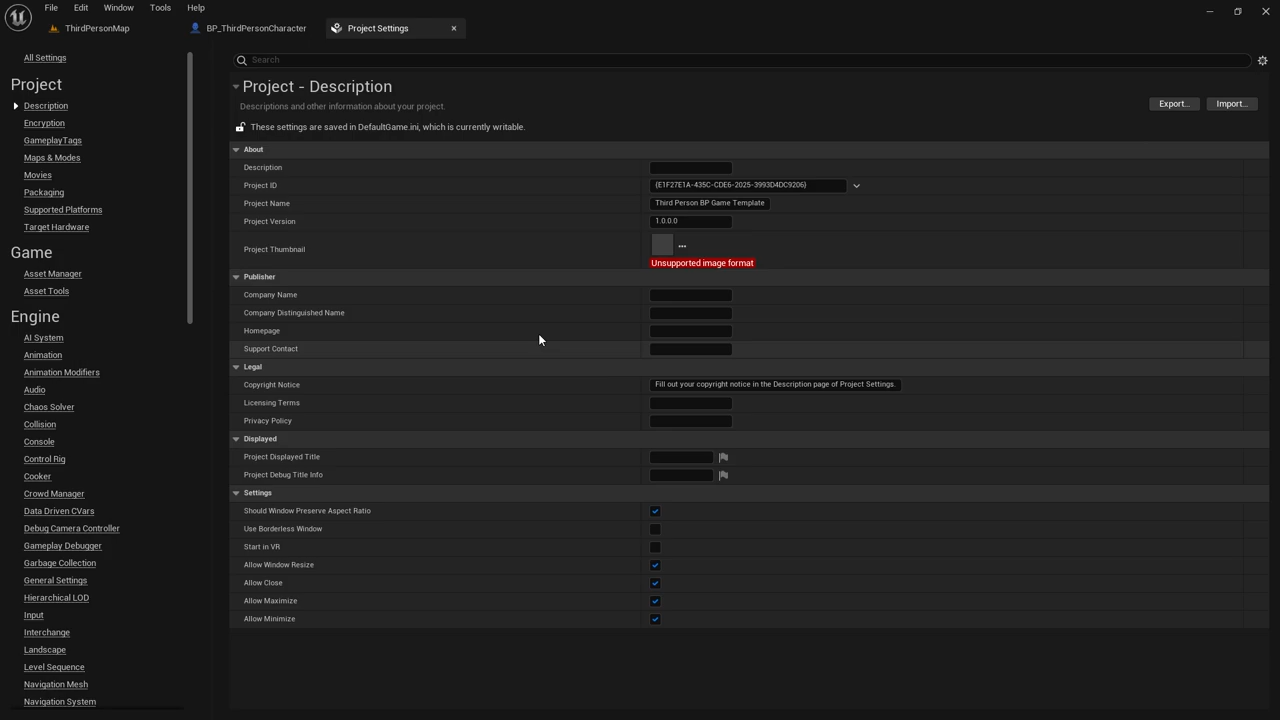 File Edit Window Tools Help
ThirdPersonMap BP_ThirdPersonCharacter Project Settings
All Settings
Project
Description
Encryption
GameplayTags
Maps & Modes
Movies
Packaging
Supported Platforms
Target Hardware
Game
Asset Manager
Asset Tools
Engine
AI System
Animation
Animation Modifiers
Audio
Chaos Solver
Collision
Console
Control Rig
Cooker
Crowd Manager
Data Driven CVars
Debug Camera Controller
Gameplay Debugger
Garbage Collection
General Settings
Hierarchical LOD
Input
Interchange
Landscape
Level Sequence
Navigation Mesh
Navigation System
Search
Project - Description
Descriptions and other information about your project.
Export... Import...
These settings are saved in DefaultGame.ini, which is currently writable.
About
Description
Project ID {E1F27E1A-435C-CDE6-2025-3993D4DC9206}
Project Name Third Person BP Game Template
Project Version 1.0.0.0
Project Thumbnail
Unsupported image format
Publisher
Company Name
Company Distinguished Name
Homepage
Support Contact
Legal
Copyright Notice Fill out your copyright notice in the Description page of Project Settings.
Licensing Terms
Privacy Policy
Displayed
Project Displayed Title
Project Debug Title Info
Settings
Should Window Preserve Aspect Ratio
Use Borderless Window
Start in VR
Allow Window Resize
Allow Close
Allow Maximize
Allow Minimize